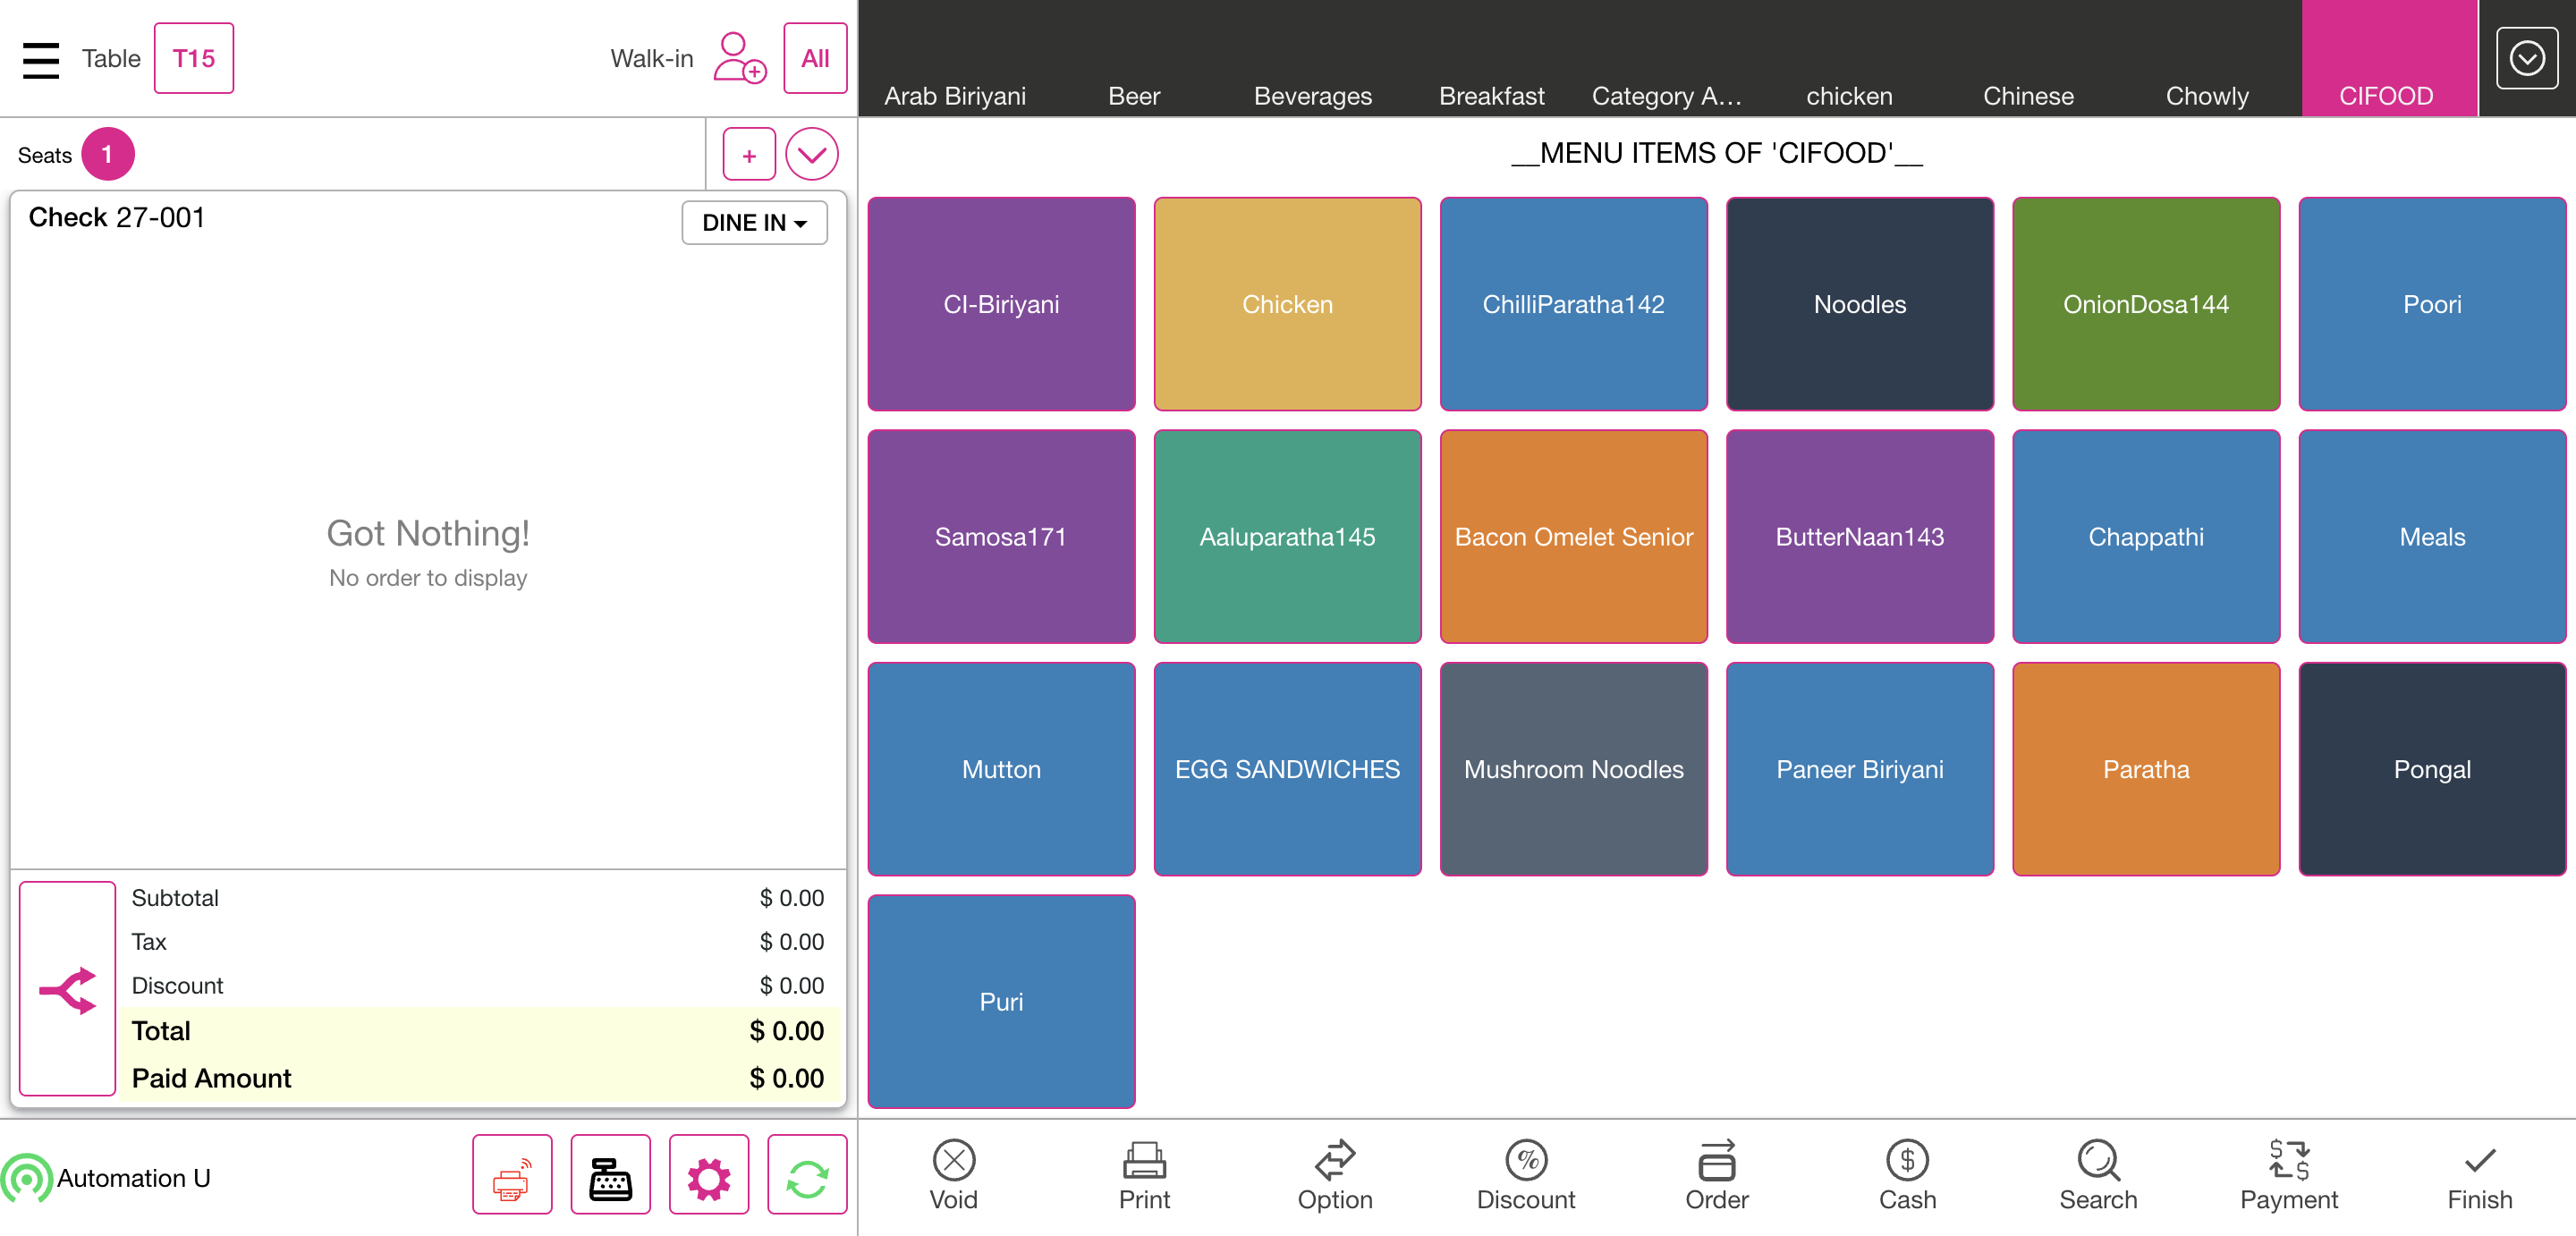 Table T15 Walk-in All
Arab Biriyani Beer Beverages Breakfast Category A... chicken Chinese Chowly CIFOOD
Seats 1 +
__MENU ITEMS OF 'CIFOOD'__
Check 27-001 DINE IN
Got Nothing!
No order to display
CI-Biriyani Chicken ChilliParatha142 Noodles OnionDosa144 Poori
Samosa171 Aaluparatha145 Bacon Omelet Senior ButterNaan143 Chappathi Meals
Mutton EGG SANDWICHES Mushroom Noodles Paneer Biriyani Paratha Pongal
Puri
Subtotal $ 0.00
Tax $ 0.00
Discount $ 0.00
Total $ 0.00
Paid Amount $ 0.00
Automation U
Void Print Option Discount Order Cash Search Payment Finish